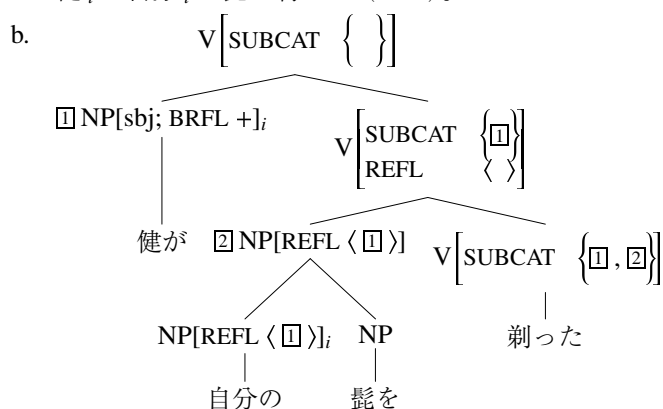 b.
V[SUBCAT { }]
[1]NP[sbj; BRFL +]i
V[SUBCAT {[1]}
REFL ⟨ ⟩]
健が
[2]NP[REFL⟨[1]⟩]
V[SUBCAT {[1], [2]}]
NP[REFL⟨[1]⟩]i
NP
剃った
自分の
髭を